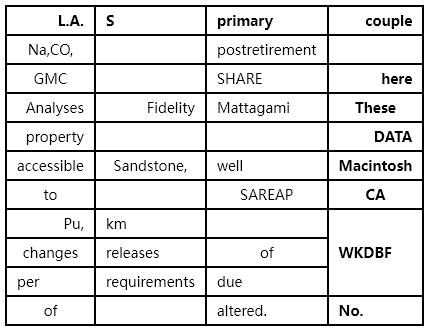 L.A. S primary couple
Na,CO, postretirement
GMC SHARE here
Analyses Fidelity Mattagami These
property DATA
accessible Sandstone, well Macintosh
to SAREAP CA
Pu, km
changes releases of WKDBF
per requirements due
of altered. No.